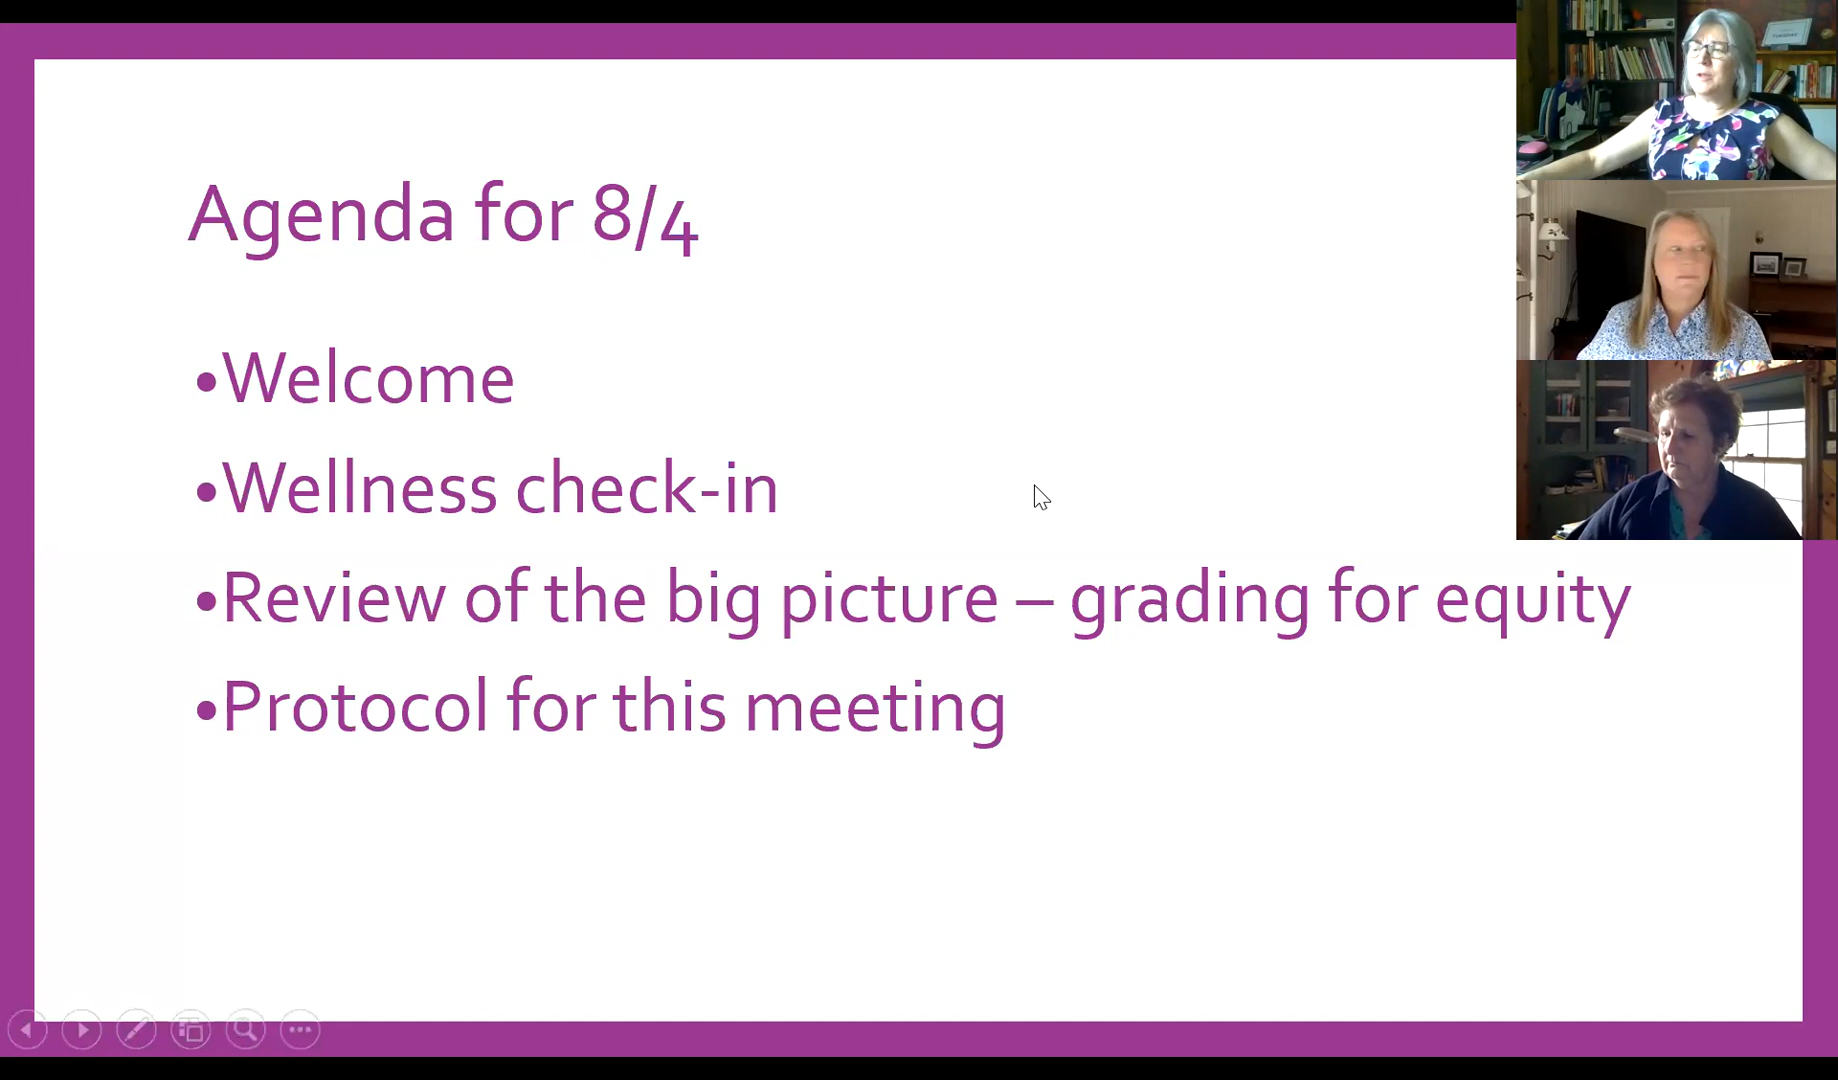 Agenda for 8/4
•Welcome
•Wellness check-in
•Review of the big picture – grading for equity
•Protocol for this meeting
TUESDAY